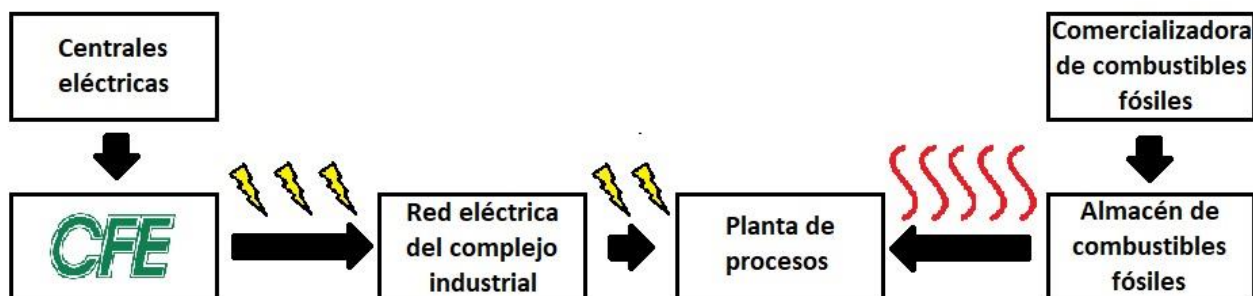 Centrales
eléctricas
Comercializadora
de combustibles
fósiles
CFE
Red eléctrica
del complejo
industrial
Planta de
procesos
Almacén de
combustibles
fósiles